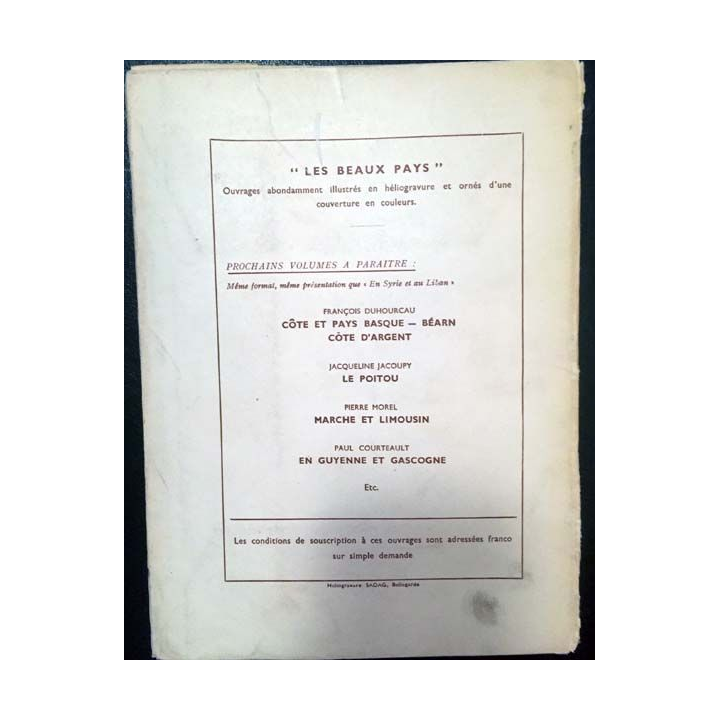 " LES BEAUX PAYS "
Ouvrages abondamment illustrés en héliogravure et ornés d'une
couverture en couleurs.
PROCHAINS VOLUMES A PARAITRE :
Même format, même présentation que « En Syrie et au Liban »
FRANÇOIS DUHOURCAU
CÔTE ET PAYS BASQUE — BÉARN
CÔTE D'ARGENT
JACQUELINE JACOUPY
LE POITOU
PIERRE MOREL
MARCHE ET LIMOUSIN
PAUL COURTEAULT
EN GUYENNE ET GASCOGNE
Etc.
Les conditions de souscription à ces ouvrages sont adressées franco
sur simple demande
Héliogravure SADAG, Bellegarde